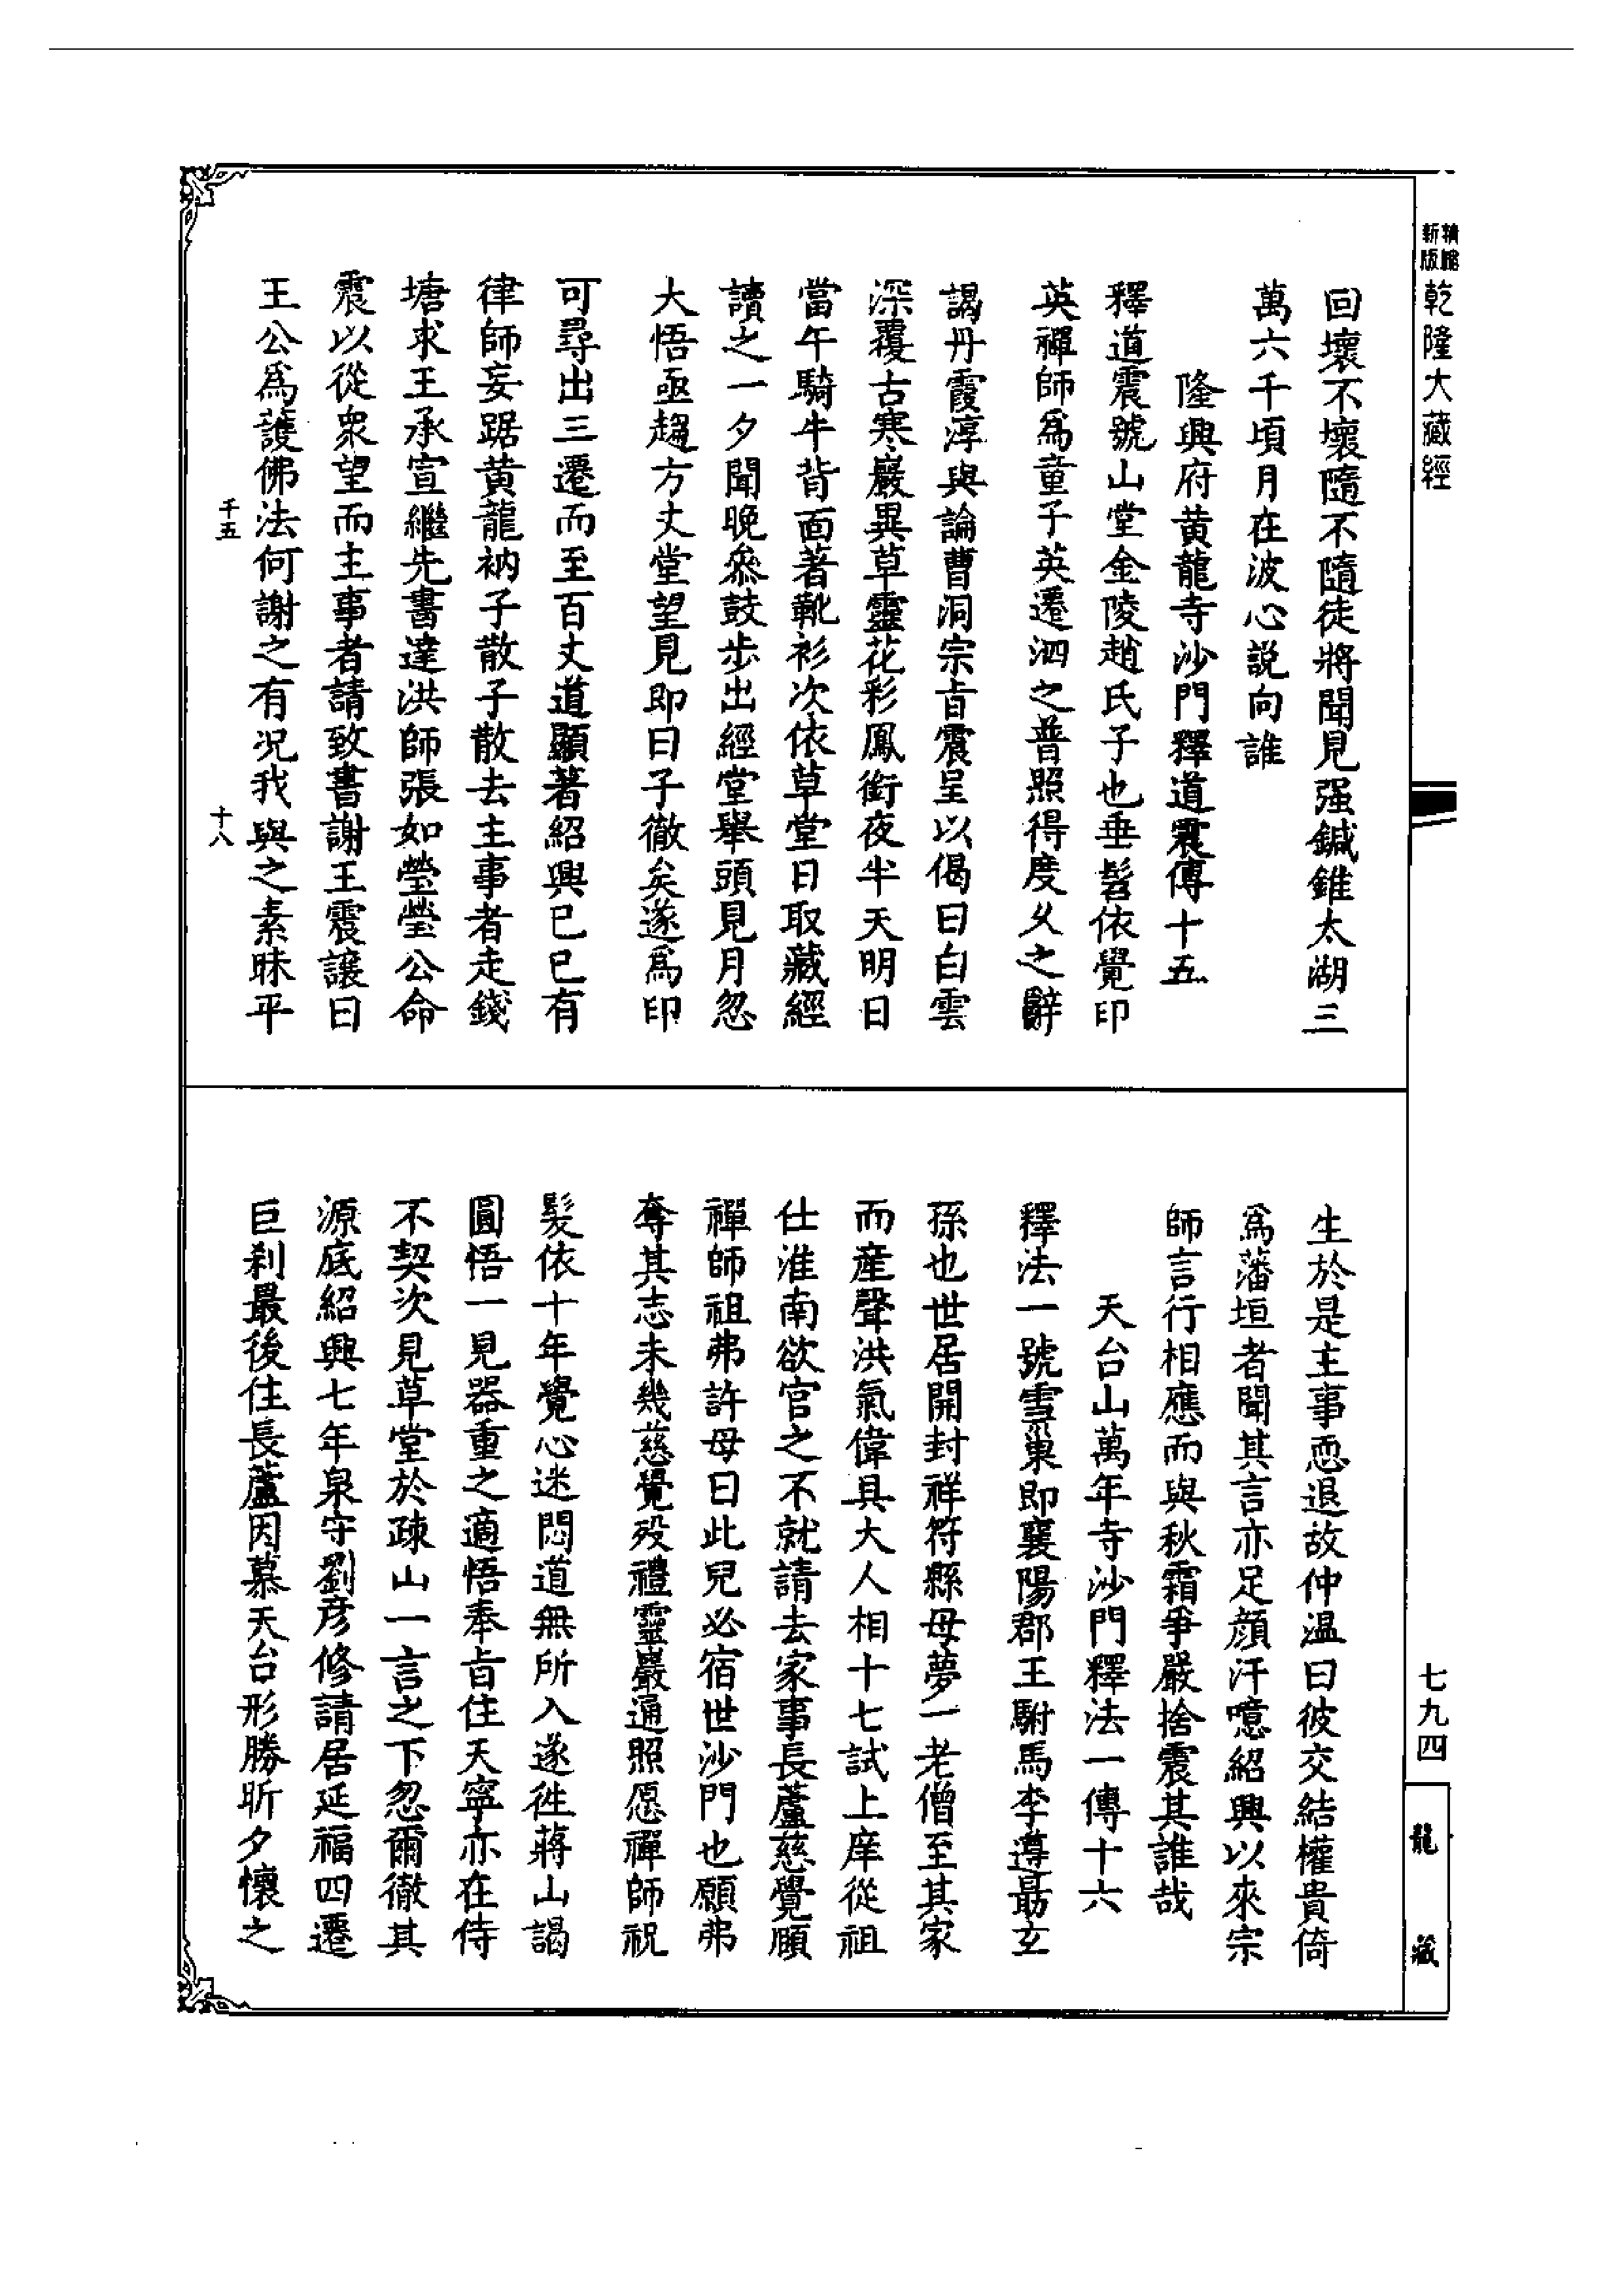 精縮
新版
乾隆大藏經
回壞不壞隨不隨徒將聞見强鍼錐太湖三
萬六千頃月在波心説向誰
隆興府黄龍寺沙門釋道震傳十五
釋道震號山堂金陵趙氏子也垂髫依覺印
英禪師爲童子英遷泗之普照得度久之辭
謁丹霞淳與論曹洞宗旨震呈以偈曰白雲
深覆古寒巖異草靈花彩鳳銜夜半天明日
當午騎牛背面著靴衫次依草堂日取藏經
讀之一夕聞晚叅鼓步出經堂舉頭見月忽
大悟亟趨方丈堂望見即曰子徹矣遂爲印
可尋出三遷而至百丈道顯著紹興已巳有
律師妄踞黄龍衲子散子散去主事者走錢
塘求王承宣繼先書達洪師張如瑩瑩公命
震以從衆望而主事者請致書謝王震讓曰
王公爲護佛法何謝之有况我與之素昧平
千五
十八
生於是主事恧退故仲温曰彼交結權貴倚
爲藩垣者聞其言亦足顔汗噫紹興以來宗
師言行相應而與秋霜爭嚴捨震其誰哉
天台山萬年寺沙門釋法一傳十六
釋法一號雪巢即襄陽郡王駙馬李遵勗玄
孫也世居開封祥符縣母夢一老僧至其家
而產聲洪氣偉具大人相十七試上庠從祖
仕淮南欲官之不就請去家事長蘆慈覺頤
禪師祖弗許母曰此兒必宿世沙門也願弗
奪其志未幾慈覺歿禮靈巖通照愿禪師祝
髮依十年覺心迷悶道無所入遂徃蔣山謁
圓悟一見器重之適悟奉旨住天寧亦在侍
不契次見草堂於疎山一言之下忽爾徹其
源底紹興七年泉守劉彦修請居延福四遷
巨刹最後住長蘆因慕天台形勝昕夕懷之
七九四
龍藏